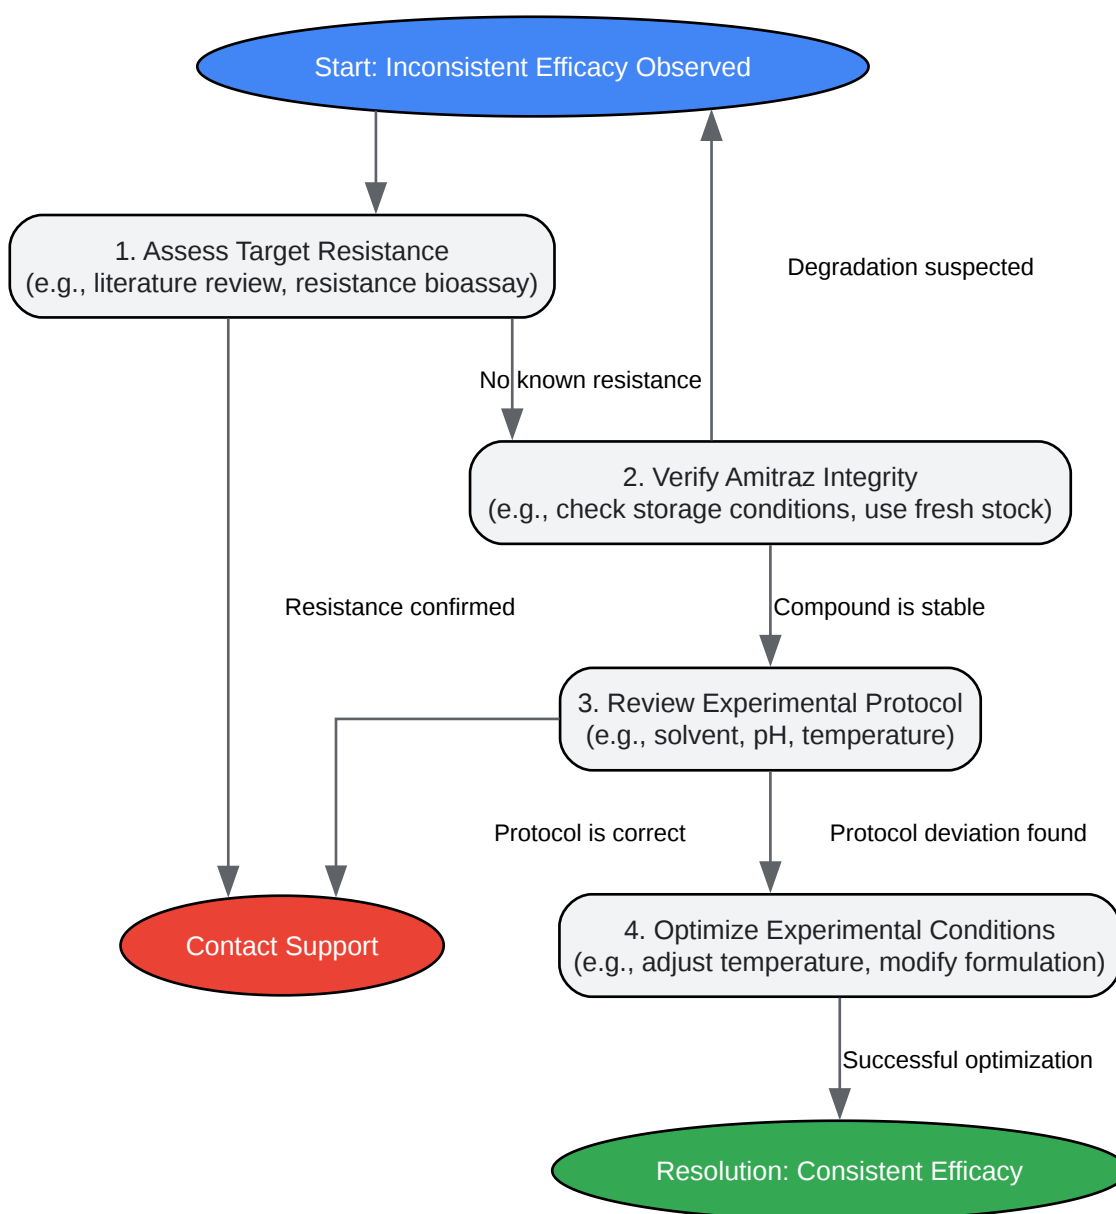 Start: Inconsistent Efficacy Observed
1. Assess Target Resistance
(e.g., literature review, resistance bioassay)
Degradation suspected
No known resistance
2. Verify Amitraz Integrity
(e.g., check storage conditions, use fresh stock)
Resistance confirmed
Compound is stable
3. Review Experimental Protocol
(e.g., solvent, pH, temperature)
Protocol is correct
Protocol deviation found
Contact Support
4. Optimize Experimental Conditions
(e.g., adjust temperature, modify formulation)
Successful optimization
Resolution: Consistent Efficacy